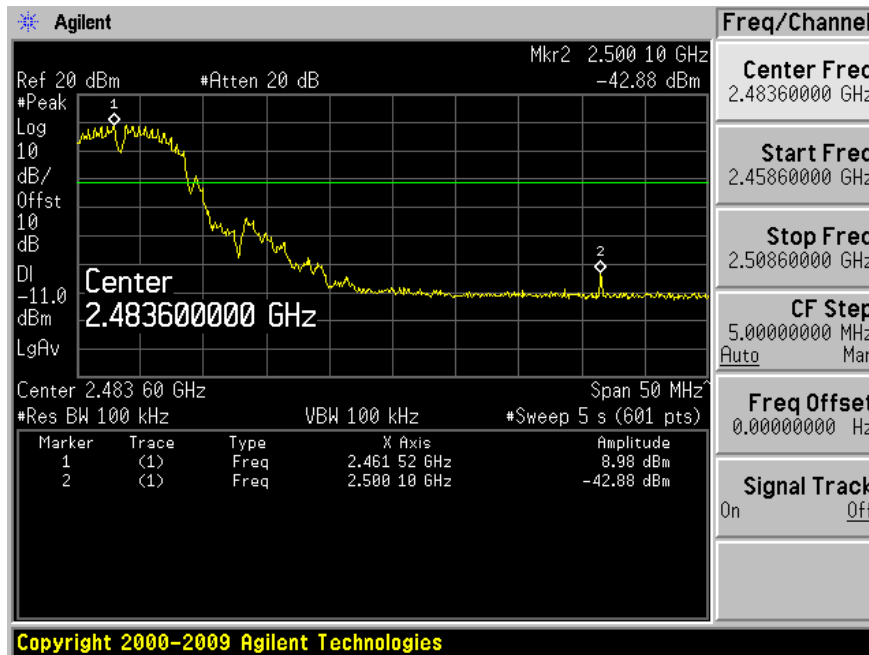 Agilent
Freq/Channel
Mkr2 2.500 10 GHz
Ref 20 dBm #Atten 20 dB -42.88 dBm
#Peak
Log
10
dB/
Offst
10
dB
DI
-11.0
dBm
LgAv
1
2
Center
2.483600000 GHz
Center 2.483 60 GHz Span 50 MHz^
#Res BW 100 kHz VBW 100 kHz #Sweep 5 s (601 pts)
Marker Trace Type X Axis Amplitude
1 (1) Freq 2.461 52 GHz 8.98 dBm
2 (1) Freq 2.500 10 GHz -42.88 dBm
Center Freq
2.48360000 GHz
Start Freq
2.45860000 GHz
Stop Freq
2.50860000 GHz
CF Step
5.00000000 MHz
Auto Man
Freq Offset
0.00000000 Hz
Signal Track
On Off
Copyright 2000-2009 Agilent Technologies